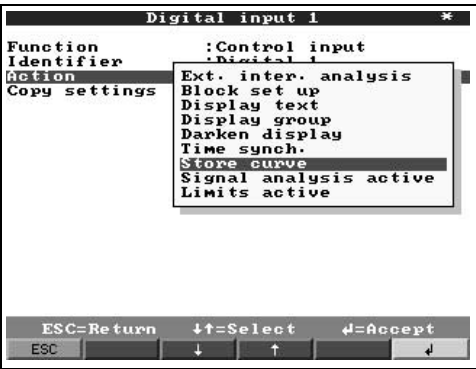 Digital input 1 *
Function :Control input
Identifier :Digital 1
Action
Copy settings
Ext. inter. analysis
Block set up
Display text
Display group
Darken display
Time synch.
Store curve
Signal analysis active
Limits active
ESC=Return ↓↑=Select ↲=Accept
ESC ↓ ↑ ↲